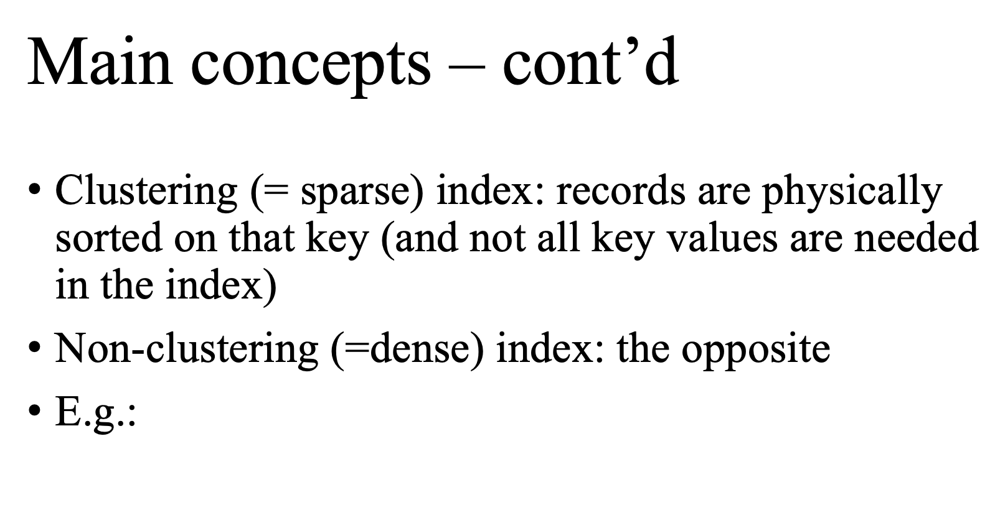 Main concepts – cont’d
• Clustering (= sparse) index: records are physically
sorted on that key (and not all key values are needed
in the index)
• Non-clustering (=dense) index: the opposite
• E.g.: